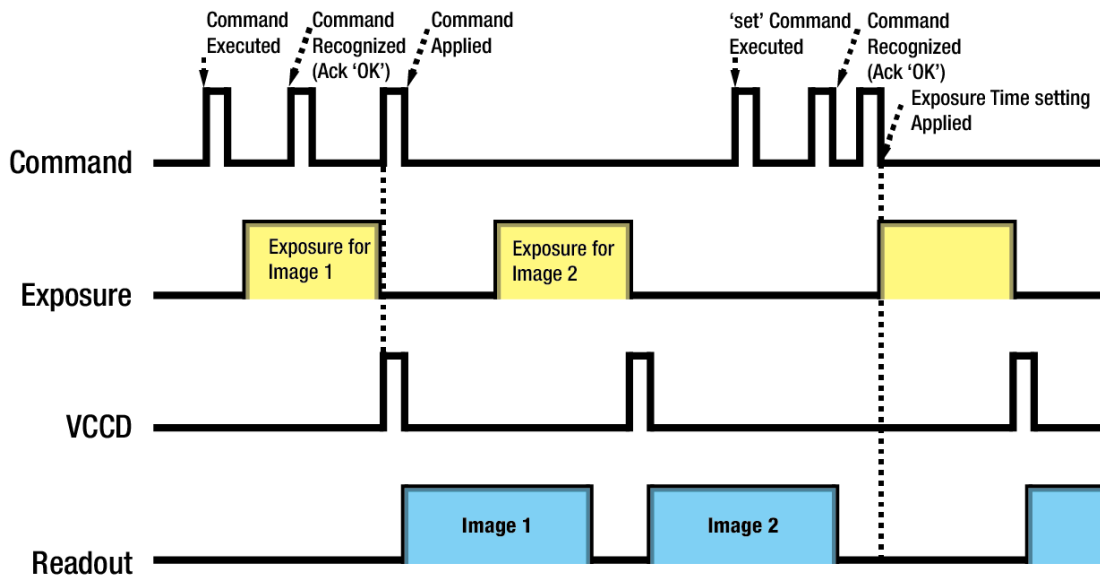 Command
Executed
Command
Recognized
(Ack ‘OK’)
Command
Applied
‘set’ Command
Executed
Command
Recognized
(Ack ‘OK’)
Exposure Time setting
Applied
Command
Exposure for
Image 1
Exposure for
Image 2
Exposure
VCCD
Image 1
Image 2
Readout